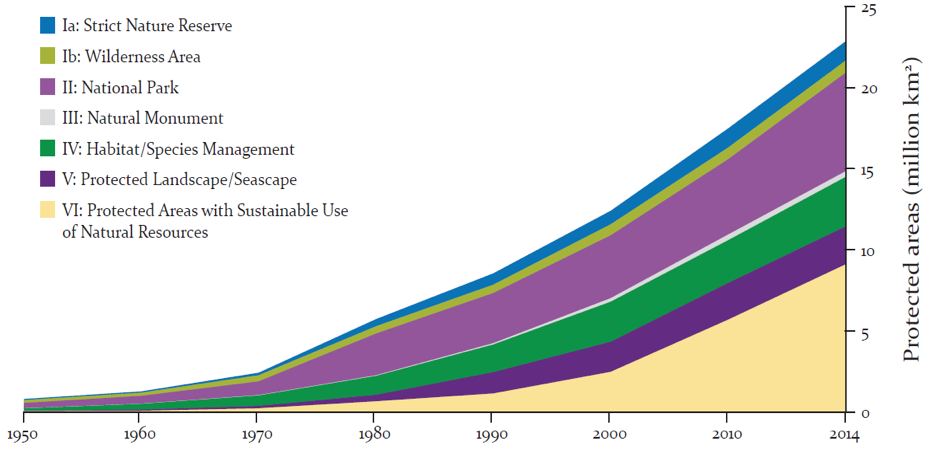 Ia: Strict Nature Reserve
Ib: Wilderness Area
II: National Park
III: Natural Monument
IV: Habitat/Species Management
V: Protected Landscape/Seascape
VI: Protected Areas with Sustainable Use
of Natural Resources
25
20
15
10
5
0
Protected areas (million km²)
1950 1960 1970 1980 1990 2000 2010 2014